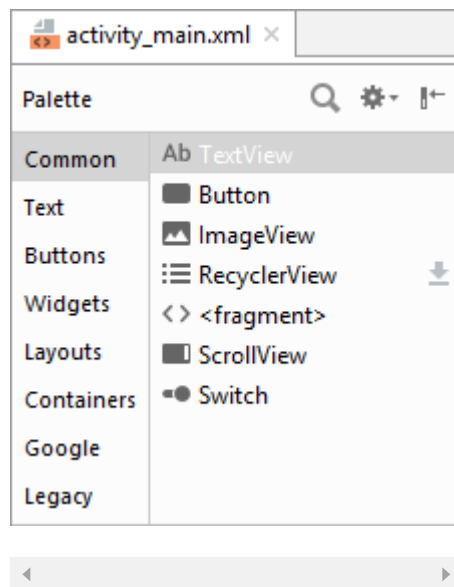 activity_main.xml
Palette
Common
Text
Buttons
Widgets
Layouts
Containers
Google
Legacy
Ab TextView
Button
ImageView
RecyclerView
<fragment>
ScrollView
Switch